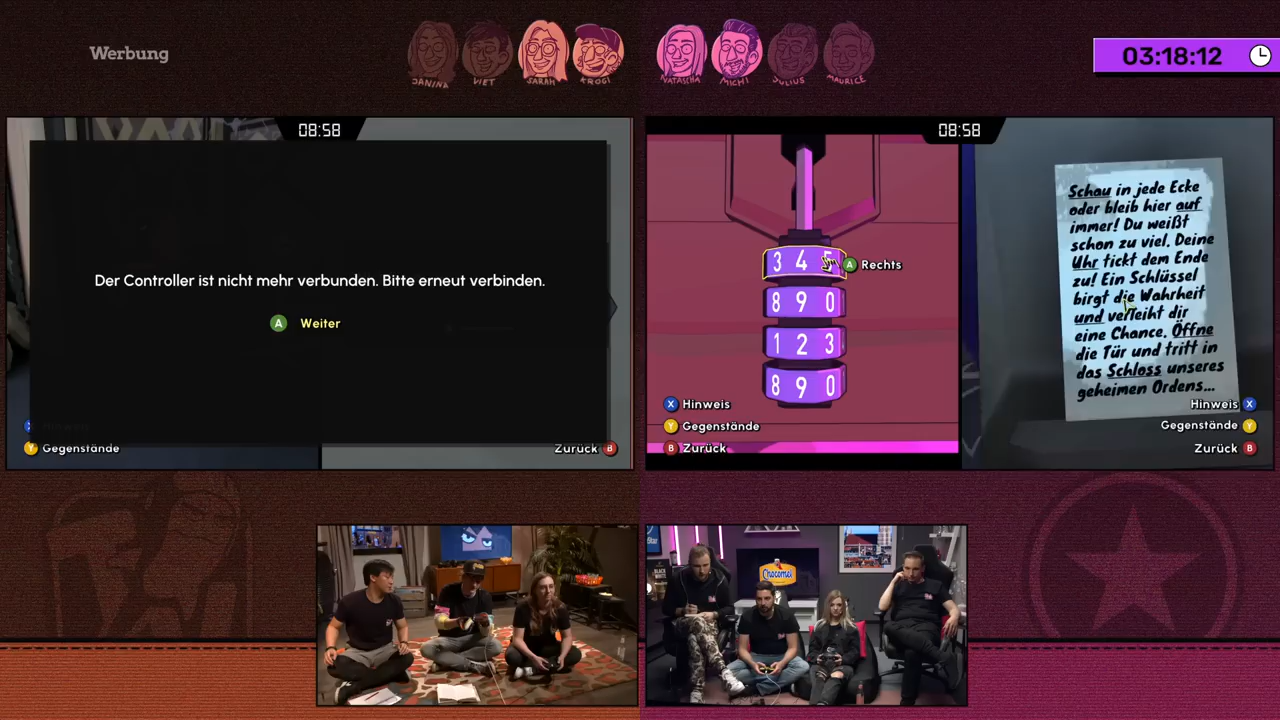 Werbung
JANINA
VIET
SARAH
KROGI
NATASCHA
MICHI
JULIUS
MAURICE
03:18:12
08:58
Der Controller ist nicht mehr verbunden. Bitte erneut verbinden.
A Weiter
Y Gegenstände
Zurück B
08:58
3 4 5
A Rechts
8 9 0
1 2 3
8 9 0
X Hinweis
Y Gegenstände
B Zurück
Schau in jede Ecke
oder bleib hier auf
immer! Du weißt
schon zu viel. Deine
Uhr tickt dem Ende
zu! Ein Schlüssel
birgt die Wahrheit
und verleiht dir
eine Chance. Öffne
die Tür und tritt in
das Schloss unseres
geheimen Ordens...
Hinweis X
Gegenstände Y
Zurück B
Chocomel